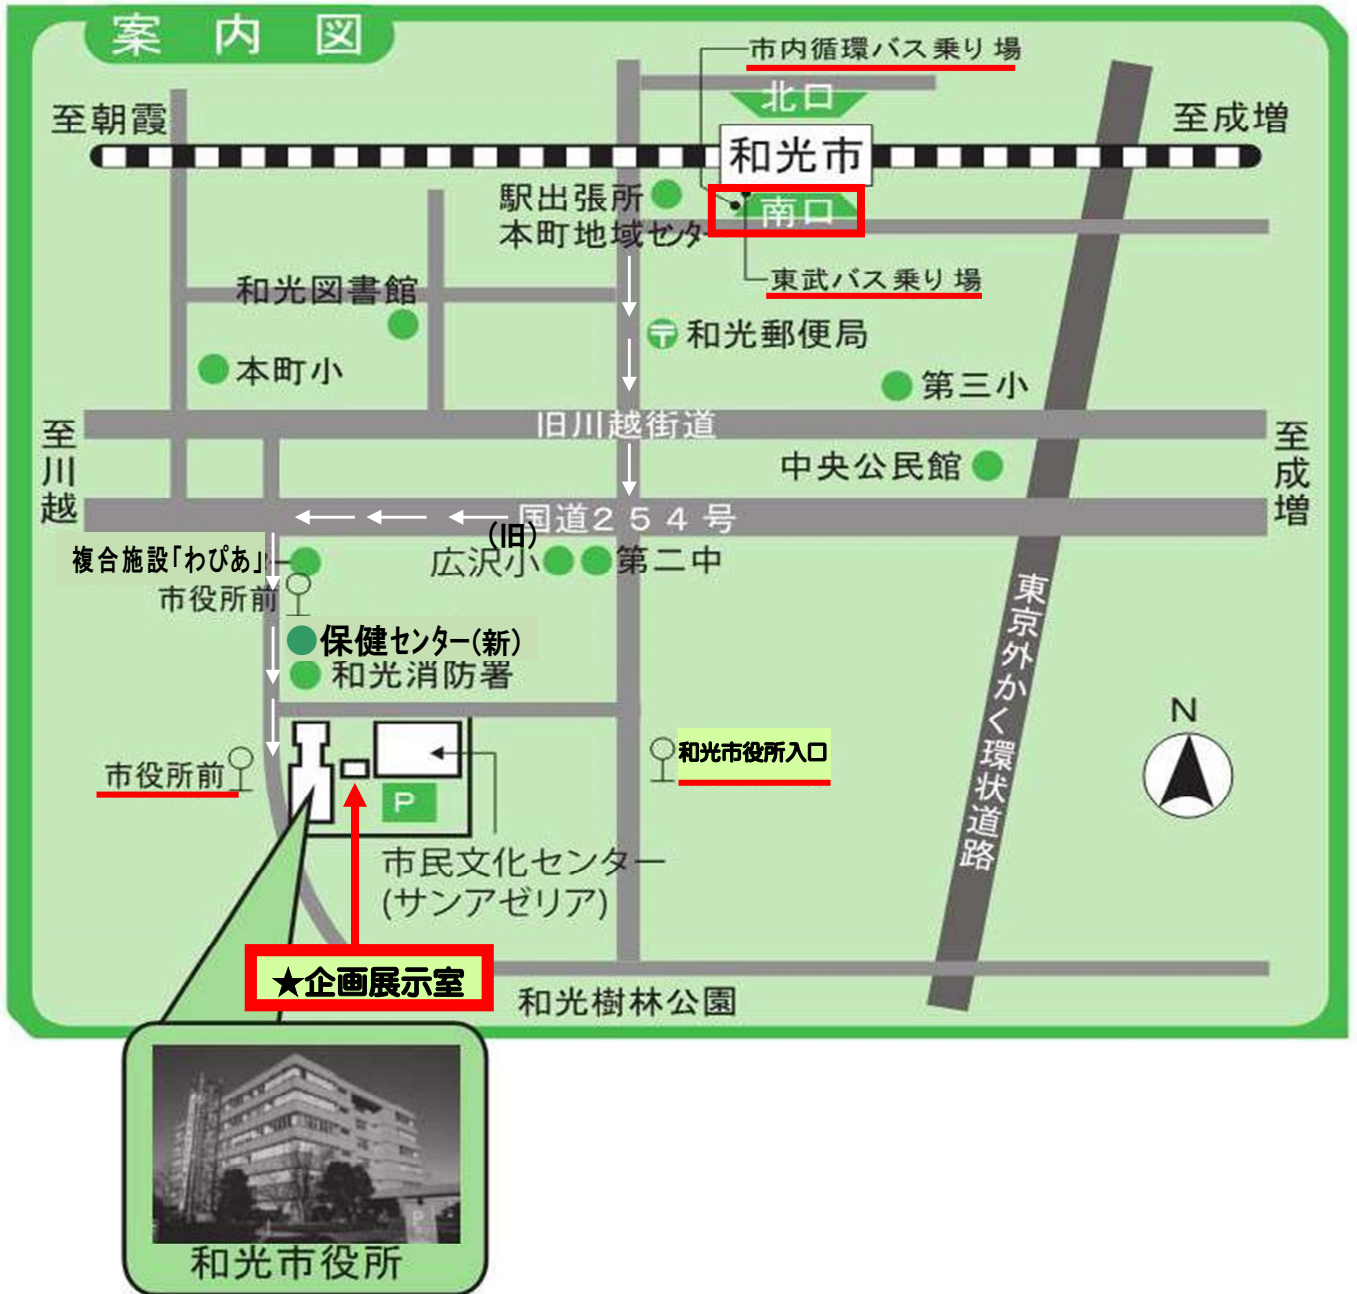 案内図
市内循環バス乗り場
北口
至朝霞
至成増
和光市
駅出張所
本町地域センター
南口
東武バス乗り場
和光図書館
〒
和光郵便局
本町小
第三小
旧川越街道
至川越
至成増
中央公民館
国道254号
(旧)
複合施設「わぴあ」
広沢小
第二中
市役所前
東京外かく環状道路
保健センター(新)
和光消防署
N
和光市役所入口
市役所前
P
市民文化センター
(サンアゼリア)
★企画展示室
和光樹林公園
P
和光市役所